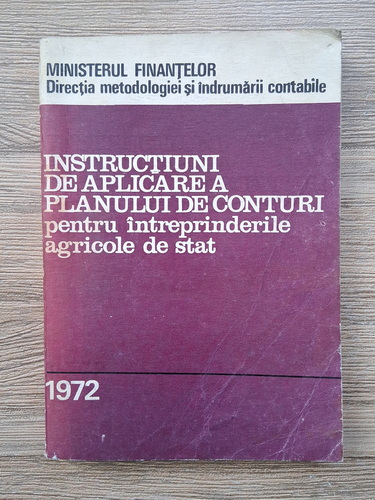 MINISTERUL FINANȚELOR
Direcția metodologiei și îndrumării contabile
INSTRUCȚIUNI
DE APLICARE A
PLANULUI DE CONTURI
pentru întreprinderile
agricole de stat
1972